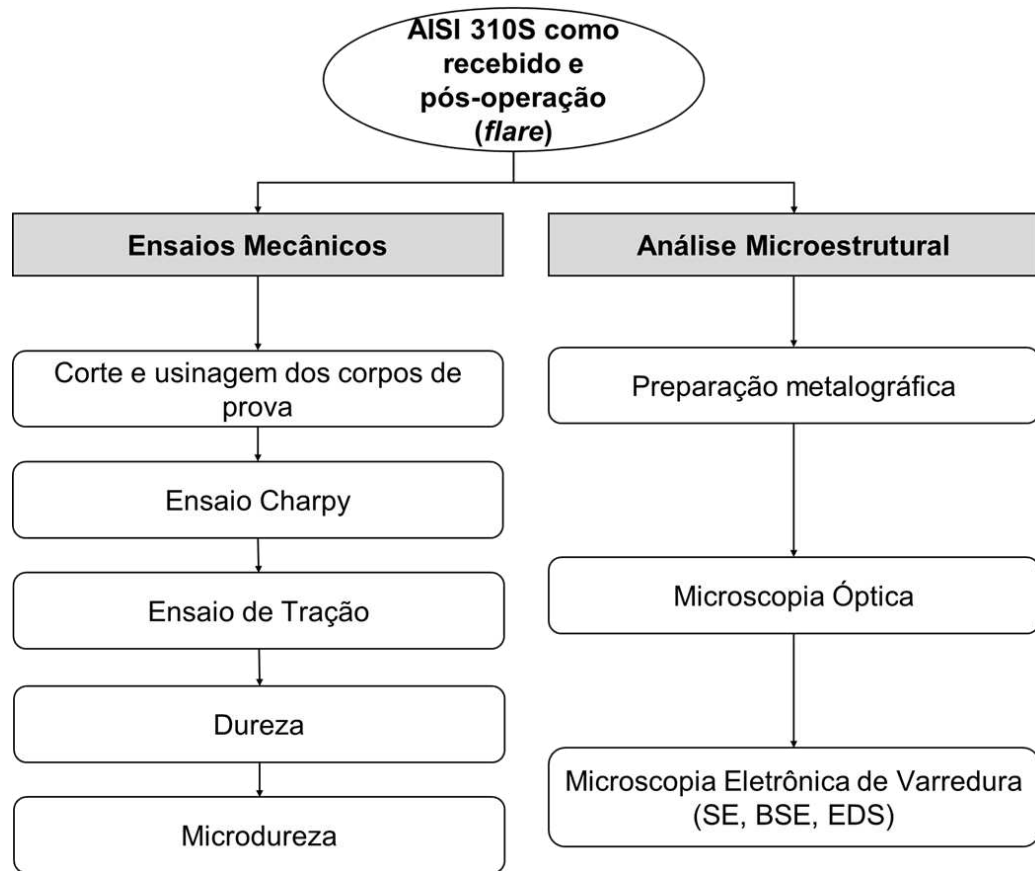 AISI 310S como
recebido e
pós-operação
(flare)
Ensaios Mecânicos
Corte e usinagem dos corpos de
prova
Ensaio Charpy
Ensaio de Tração
Dureza
Microdureza
Análise Microestrutural
Preparação metalográfica
Microscopia Óptica
Microscopia Eletrônica de Varredura
(SE, BSE, EDS)